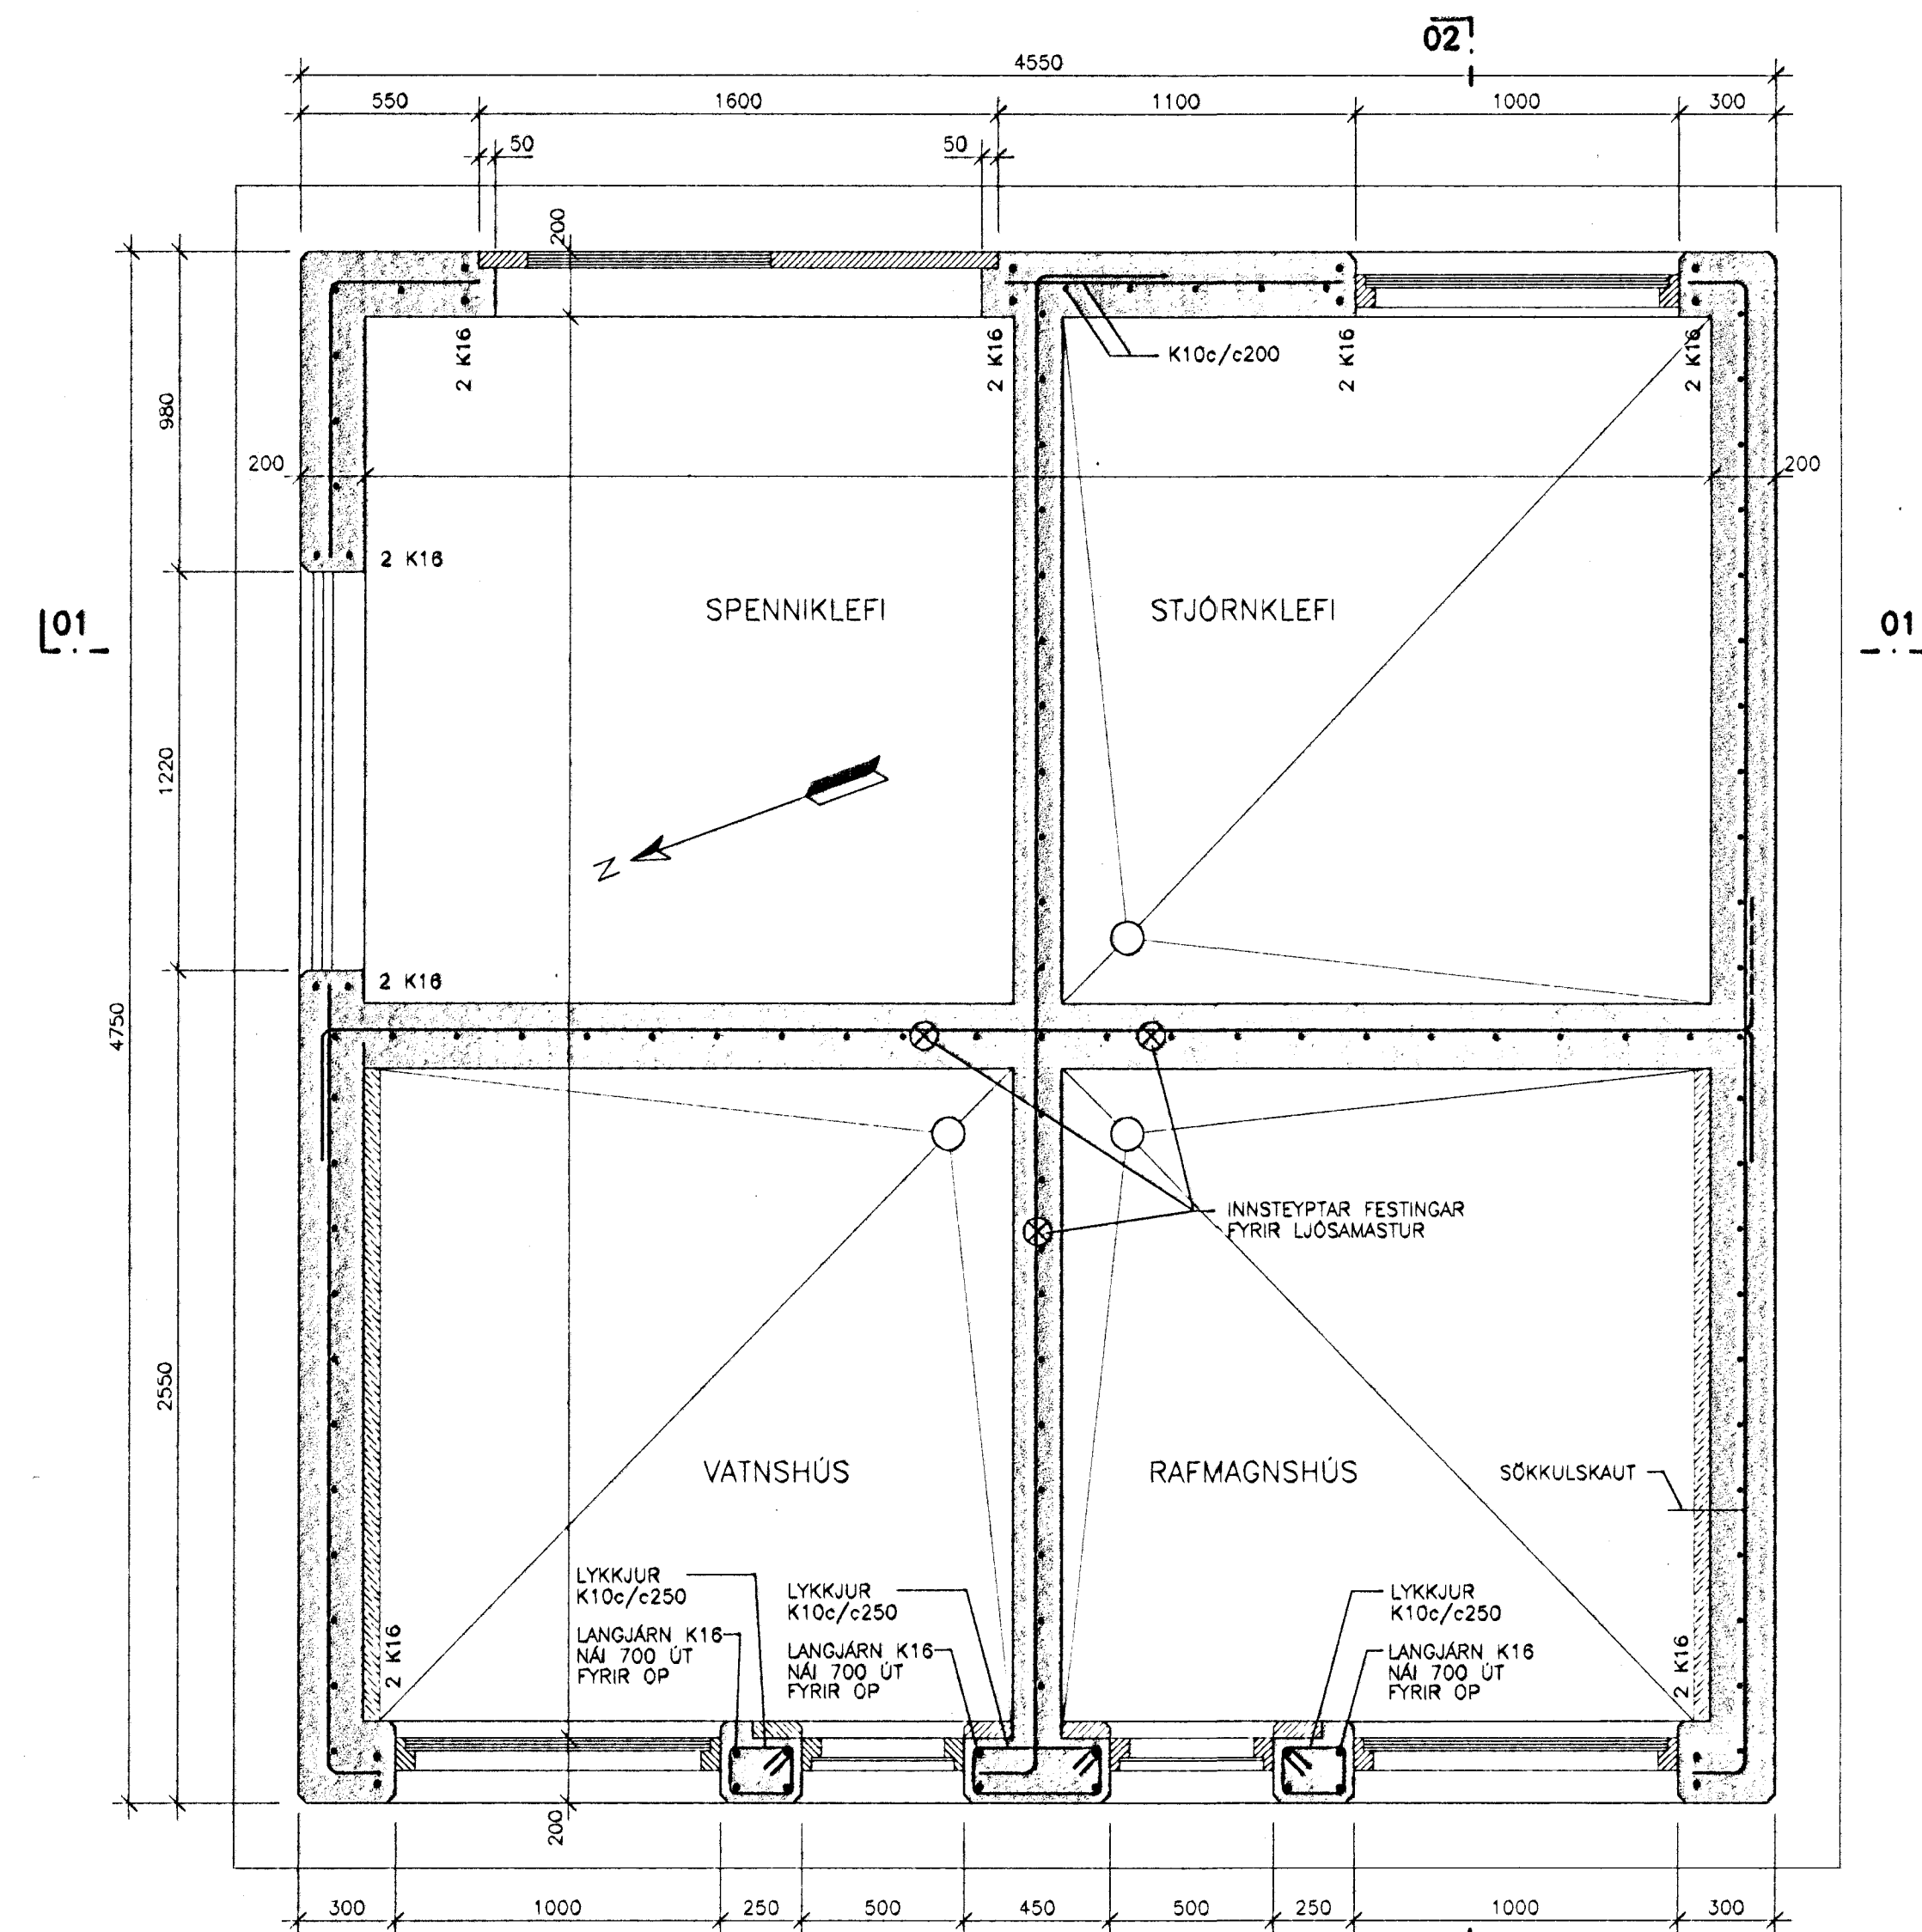 02
4550
550
1600
1100
1000
300
50
50
200
2 K16
2 K16
K10c/c200
2 K16
2 K16
980
200
200
2 K16
01
SPENNIKLEFI
STJÓRNKLEFI
01
1220
N
2 K16
4750
INNSTEYPTAR FESTINGAR
FYRIR LJÓSAMASTUR
2550
VATNSHÚS
RAFMAGNSHÚS
SÖKKULSKAUT
LYKKJUR
K10c/c250
LANGJÁRN K16
NÁI 700 ÚT
FYRIR OP
LYKKJUR
K10c/c250
LANGJÁRN K16
NÁI 700 ÚT
FYRIR OP
LYKKJUR
K10c/c250
LANGJÁRN K16
NÁI 700 ÚT
FYRIR OP
2 K16
2 K16
200
300
1000
250
500
450
500
250
1000
300